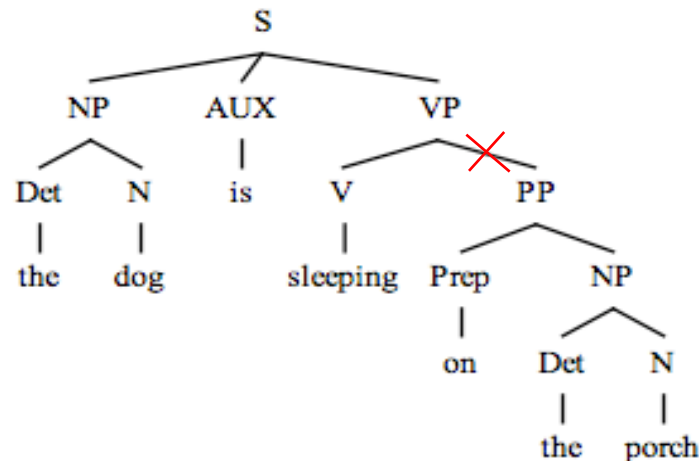 S
NP AUX VP
Det N is V PP
the dog sleeping Prep NP
on Det N
the porch